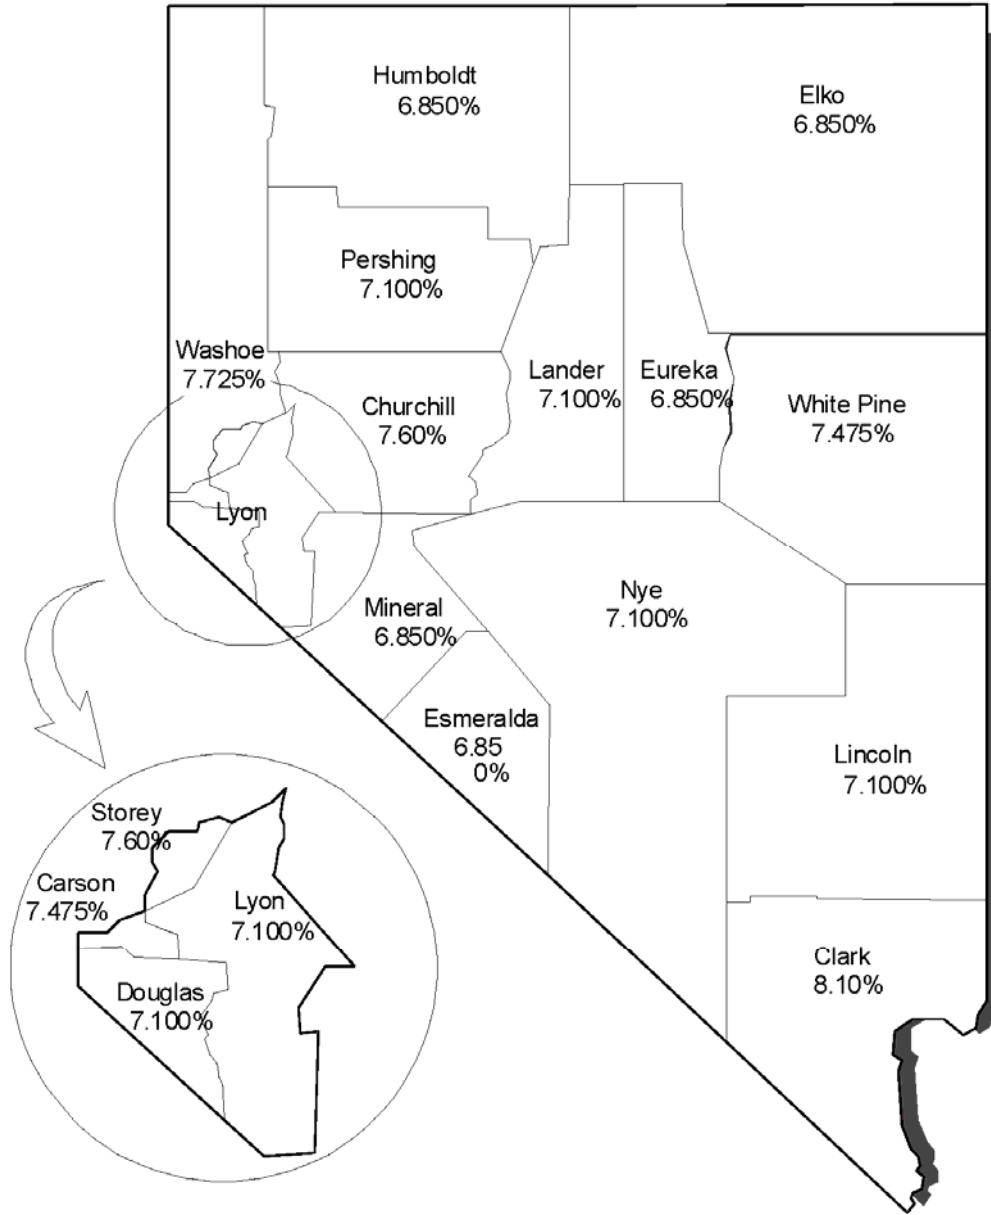 Humboldt
6.850%
Elko
6.850%
Pershing
7.100%
Washoe
7.725%
Churchill
7.60%
Lander
7.100%
Eureka
6.850%
White Pine
7.475%
Lyon
Mineral
6.850%
Nye
7.100%
Esmeralda
6.85
0%
Lincoln
7.100%
Storey
7.60%
Carson
7.475%
Lyon
7.100%
Douglas
7.100%
Clark
8.10%